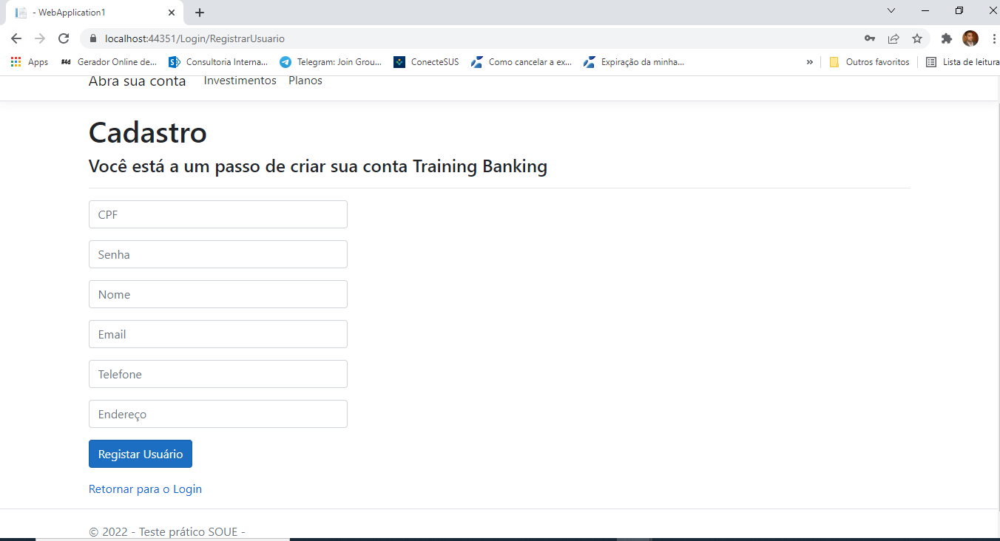 - WebApplication1
localhost:44351/Login/RegistrarUsuario
Apps #4d Gerador Online de... Consultoria Interna... Telegram: Join Grou... ConecteSUS Como cancelar a ex... Expiração da minha... » Outros favoritos Lista de leitura
Abra sua conta Investimentos Planos
Cadastro
Você está a um passo de criar sua conta Training Banking
CPF
Senha
Nome
Email
Telefone
Endereço
Registar Usuário
Retornar para o Login
© 2022 - Teste prático SOUE -